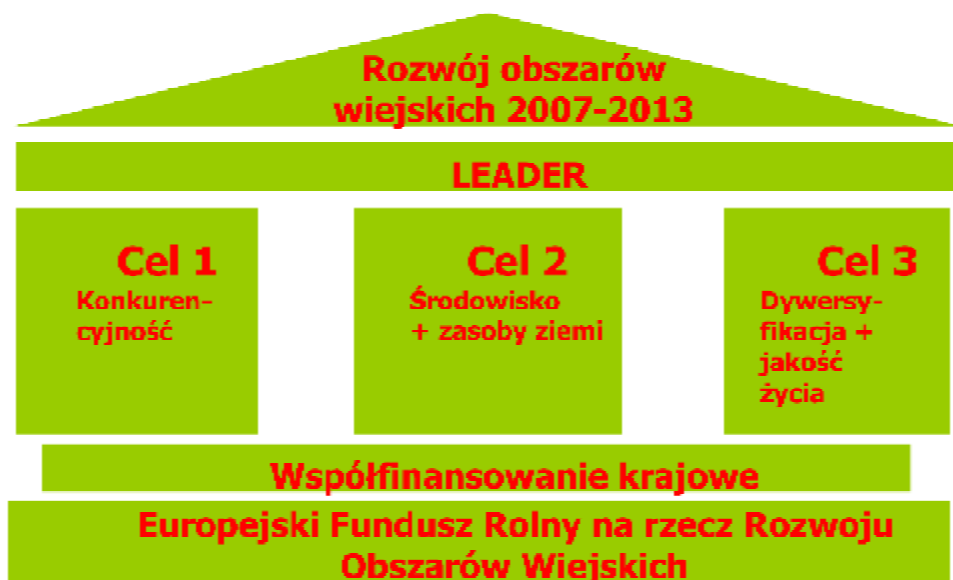 Rozwój obszarów
wiejskich 2007-2013
LEADER
Cel 1
Konkuren-
cyjność
Cel 2
Środowisko
+ zasoby ziemi
Cel 3
Dywersy-
fikacja +
jakość
życia
Współfinansowanie krajowe
Europejski Fundusz Rolny na rzecz Rozwoju
Obszarów Wiejskich